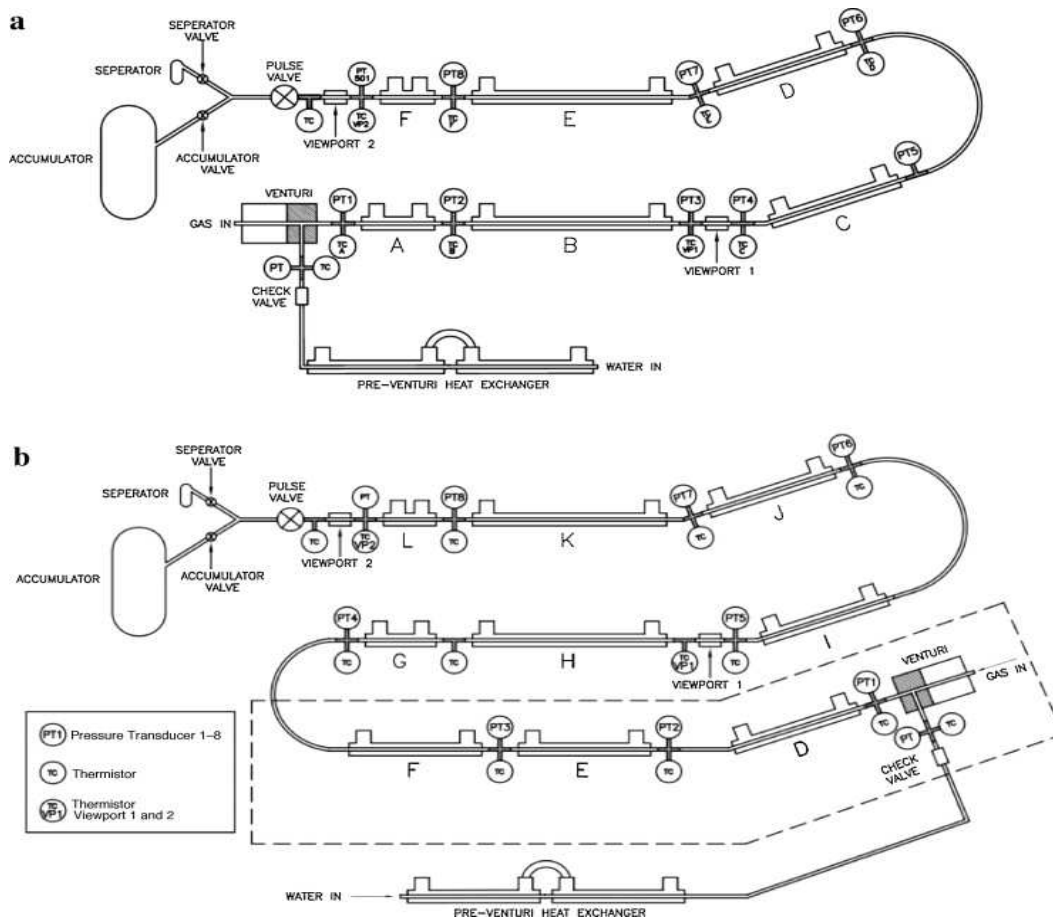 a
SEPERATOR
VALVE
SEPERATOR
PULSE
VALVE
PT
801
PT8
PT7
PT6
TC
D
D
TC
TC
VP2
F
TC
F
E
TC
E
VIEWPORT 2
ACCUMULATOR
ACCUMULATOR
VALVE
PT5
VENTURI
PT1
PT2
PT3
PT4
C
GAS IN
TC
A
A
TC
B
B
TC
VP1
TC
C
VIEWPORT 1
PT
TC
CHECK
VALVE
WATER IN
PRE-VENTURI HEAT EXCHANGER
b
SEPERATOR
VALVE
SEPERATOR
PULSE
VALVE
PT
PT8
PT7
PT6
TC
J
TC
TC
VP2
L
TC
K
TC
VIEWPORT 2
ACCUMULATOR
ACCUMULATOR
VALVE
PT4
PT5
TC
G
TC
H
TC
VP1
TC
VIEWPORT 1
I
VENTURI
GAS IN
PT1
TC
D
PT
TC
CHECK
VALVE
PT3
PT2
F
TC
E
TC
PT1 Pressure Transducer 1-8
TC Thermistor
TC
VP1
Thermistor
Viewport 1 and 2
WATER IN
PRE-VENTURI HEAT EXCHANGER